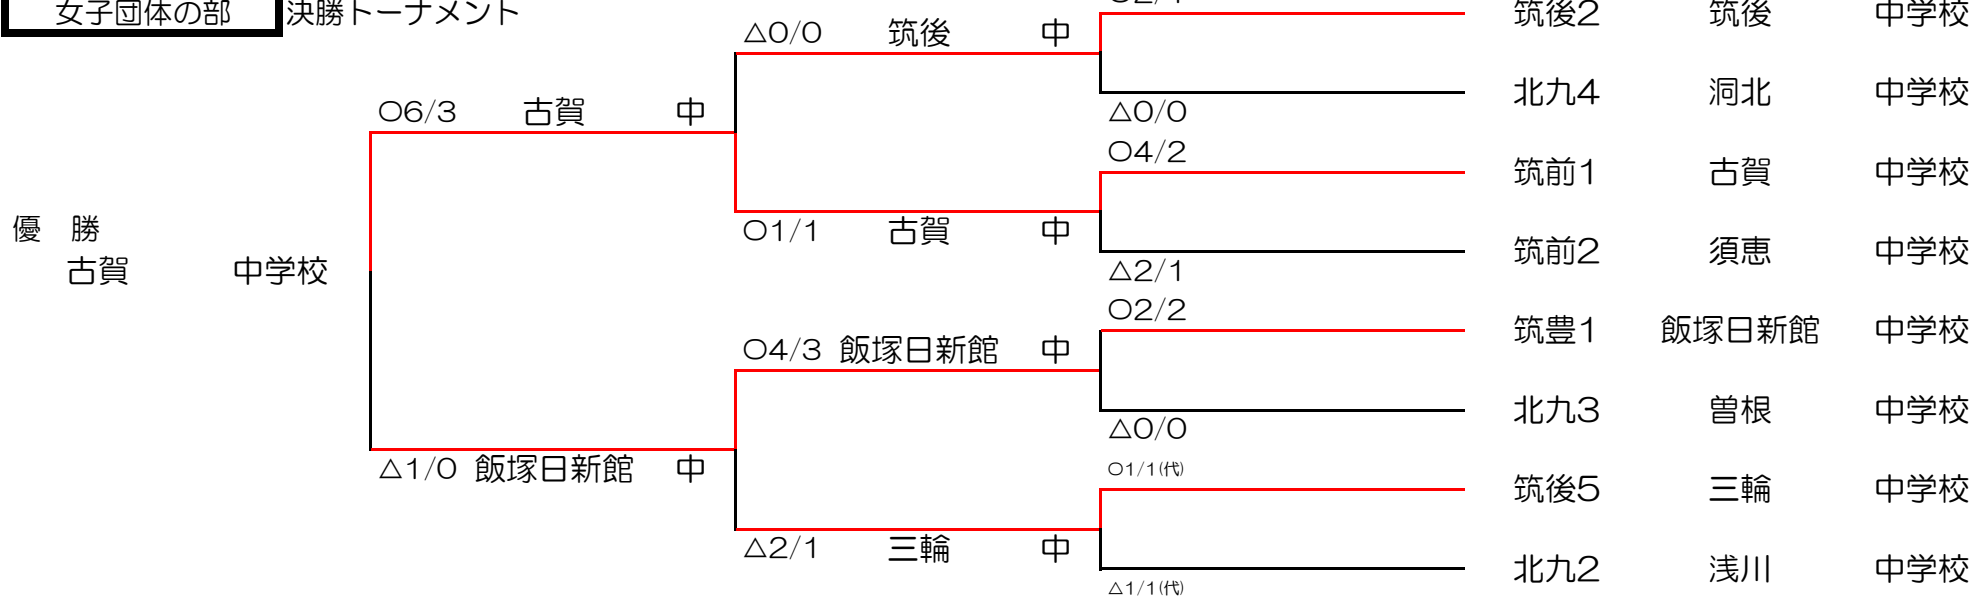 女子団体の部 決勝トーナメント
筑後2 筑後 中学校
△0/0 筑後 中
北九4 洞北 中学校
○6/3 古賀 中
△0/0
○4/2
筑前1 古賀 中学校
優 勝
○1/1 古賀 中
筑前2 須恵 中学校
古賀 中学校
△2/1
○2/2
筑豊1 飯塚日新館 中学校
○4/3 飯塚日新館 中
北九3 曽根 中学校
△0/0
△1/0 飯塚日新館 中
○1/1(代)
筑後5 三輪 中学校
△2/1 三輪 中
北九2 浅川 中学校
△1/1(代)